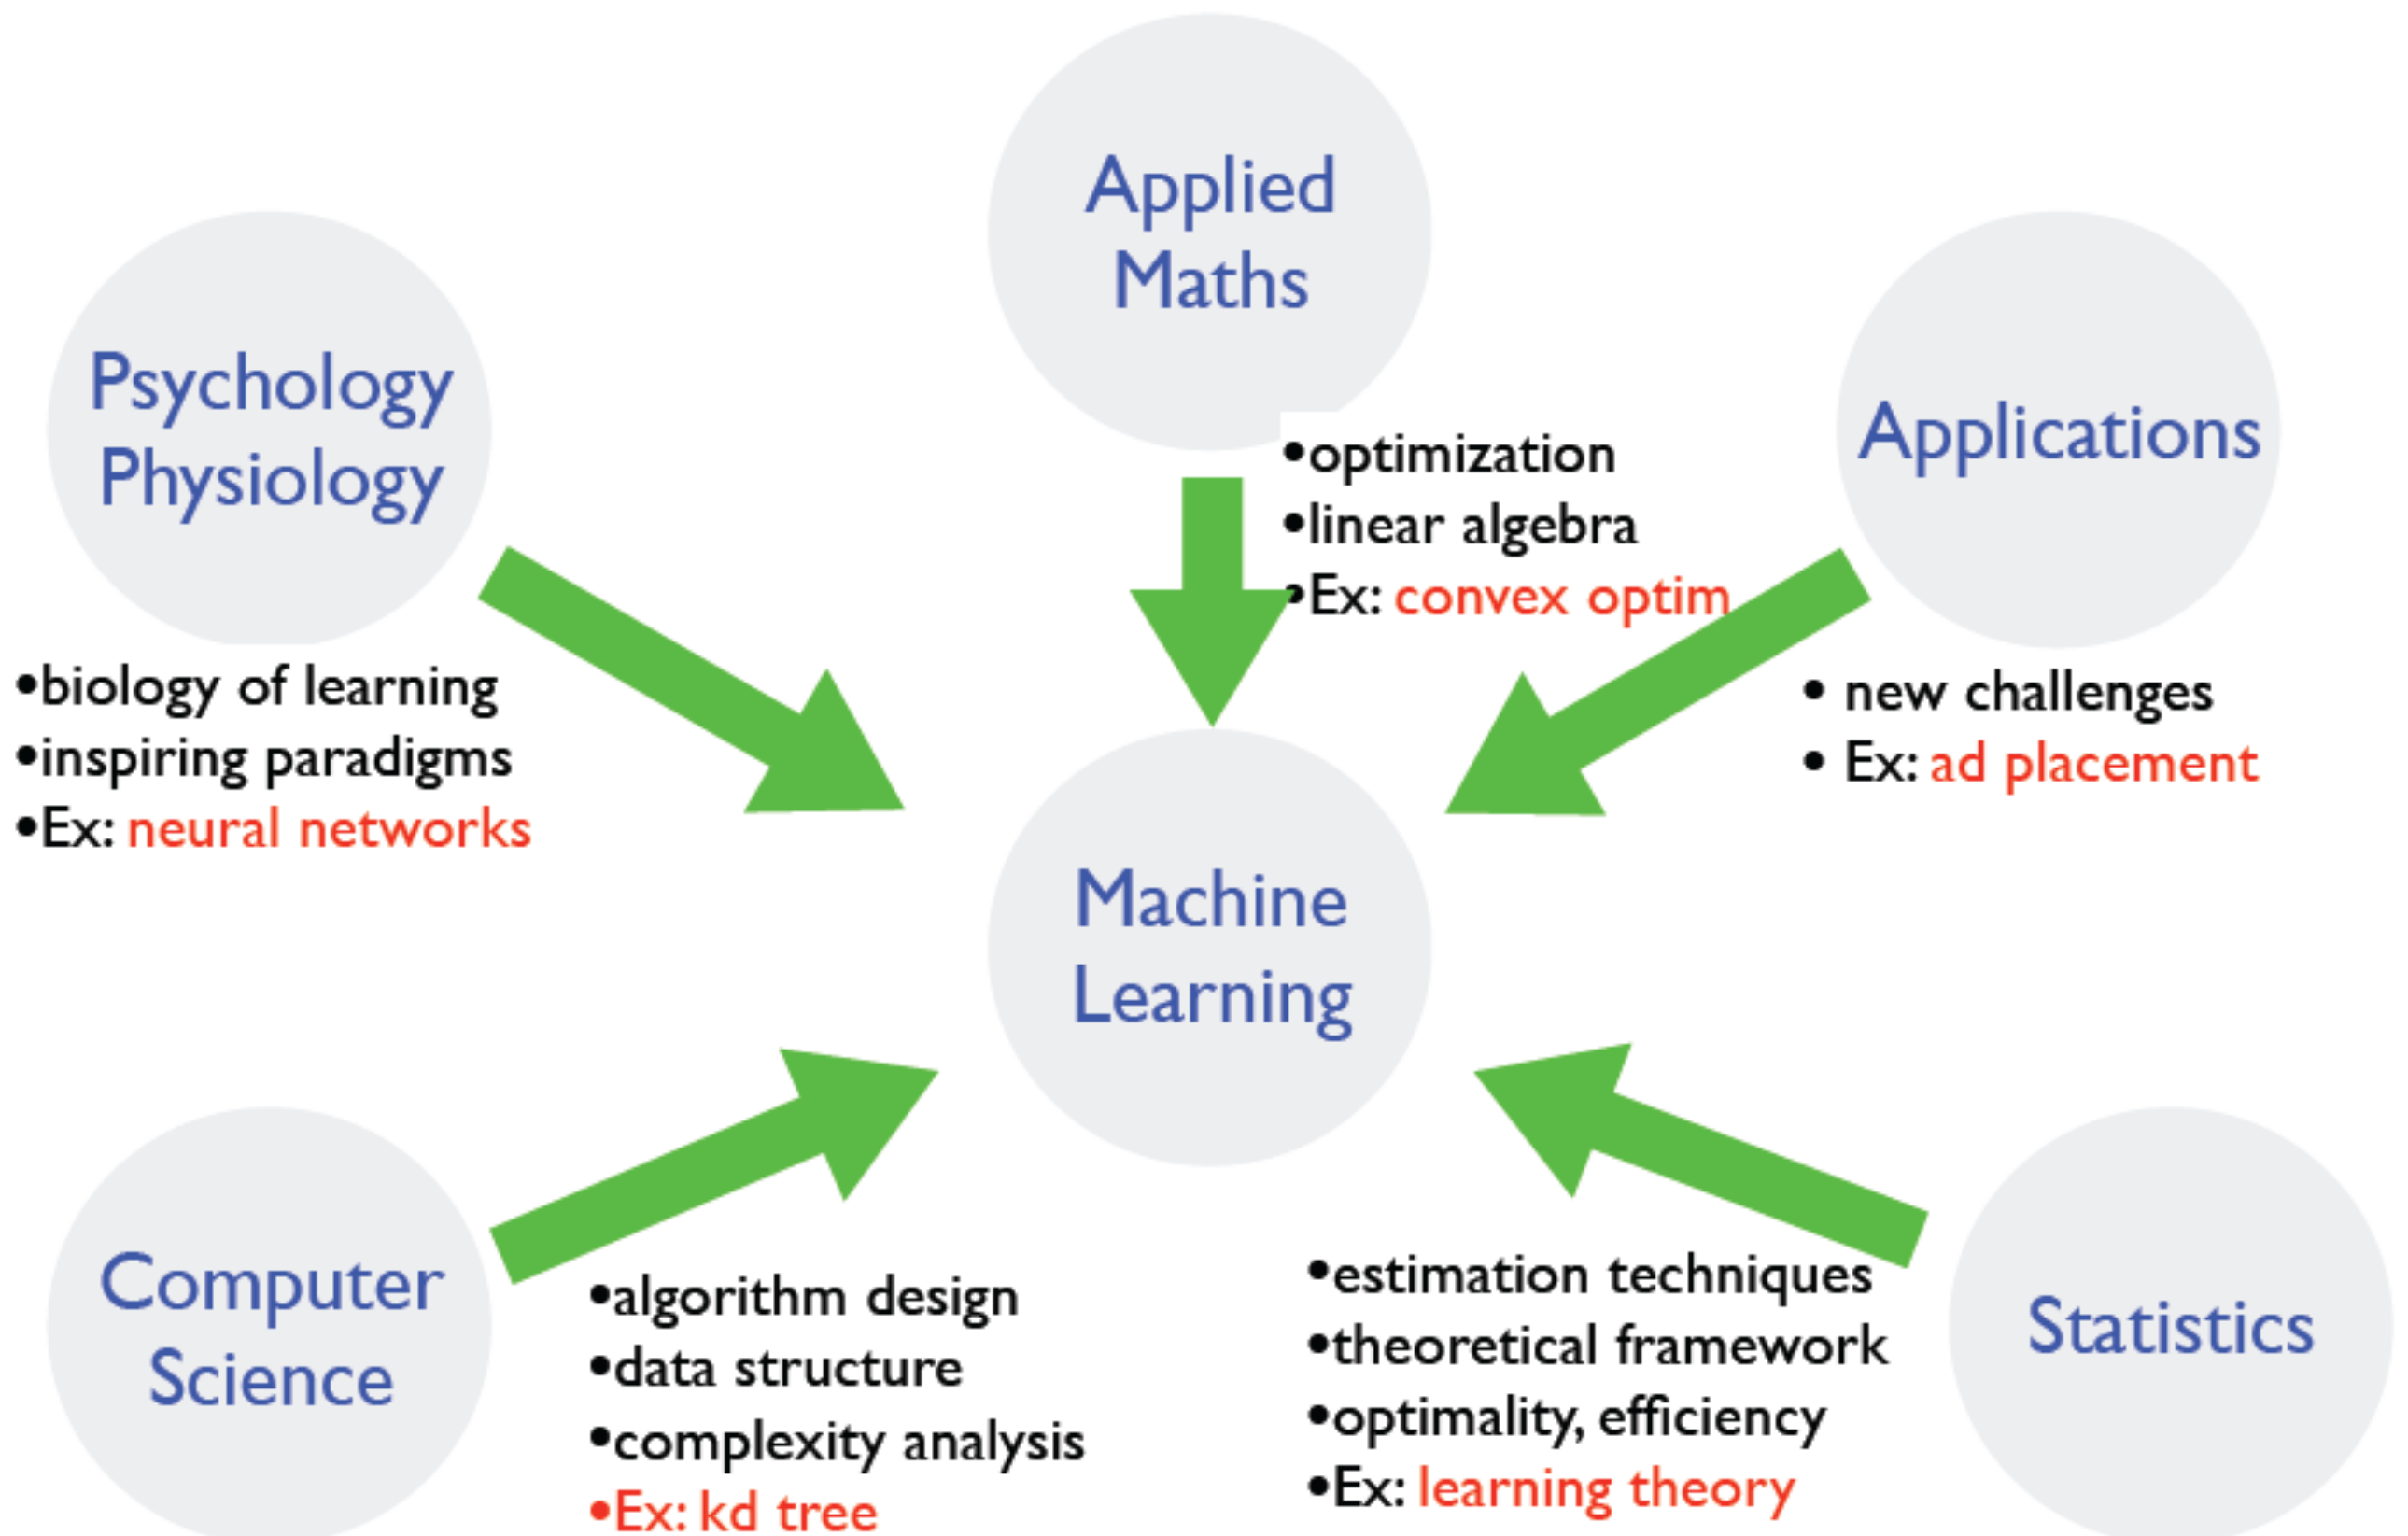 Applied
Maths
Psychology
Physiology
Applications
•optimization
•linear algebra
•Ex: convex optim
•biology of learning
•inspiring paradigms
•Ex: neural networks
• new challenges
• Ex: ad placement
Machine
Learning
Computer
Science
•algorithm design
•data structure
•complexity analysis
•Ex: kd tree
•estimation techniques
•theoretical framework
•optimality, efficiency
•Ex: learning theory
Statistics